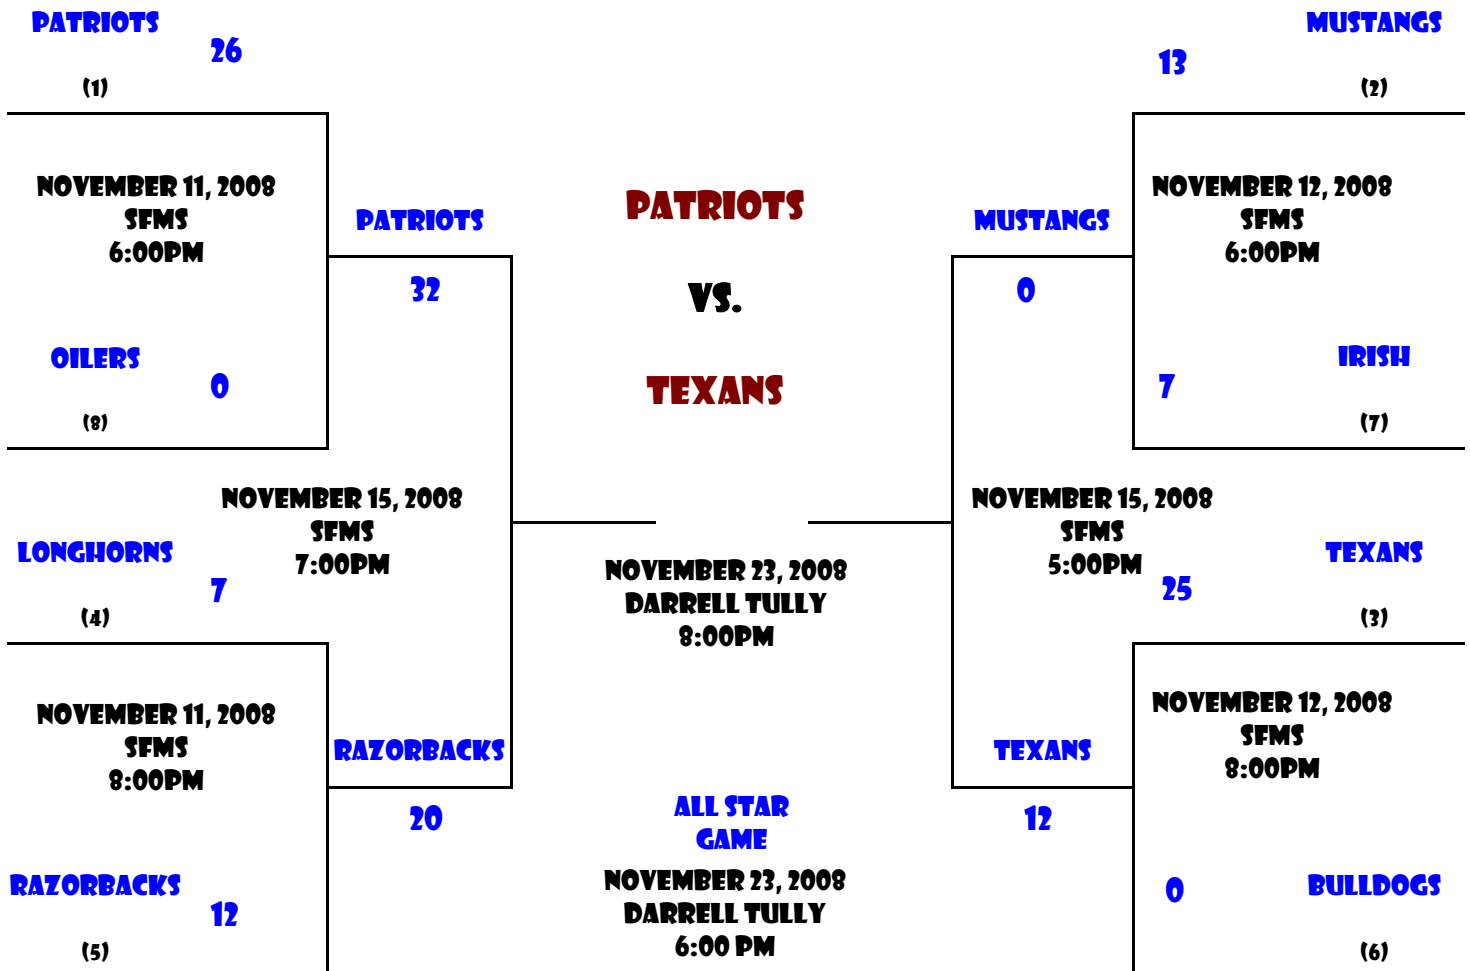 PATRIOTS
26
(1)
NOVEMBER 11, 2008
SFMS
6:00PM
OILERS
0
(8)
PATRIOTS
32
NOVEMBER 15, 2008
SFMS
7:00PM
LONGHORNS
7
(4)
NOVEMBER 11, 2008
SFMS
8:00PM
RAZORBACKS
12
(5)
RAZORBACKS
20
PATRIOTS
VS.
TEXANS
NOVEMBER 23, 2008
DARRELL TULLY
8:00PM
ALL STAR
GAME
NOVEMBER 23, 2008
DARRELL TULLY
6:00 PM
MUSTANGS
0
NOVEMBER 15, 2008
SFMS
5:00PM
TEXANS
12
MUSTANGS
13
(2)
NOVEMBER 12, 2008
SFMS
6:00PM
IRISH
7
(7)
TEXANS
25
(3)
NOVEMBER 12, 2008
SFMS
8:00PM
BULLDOGS
0
(6)